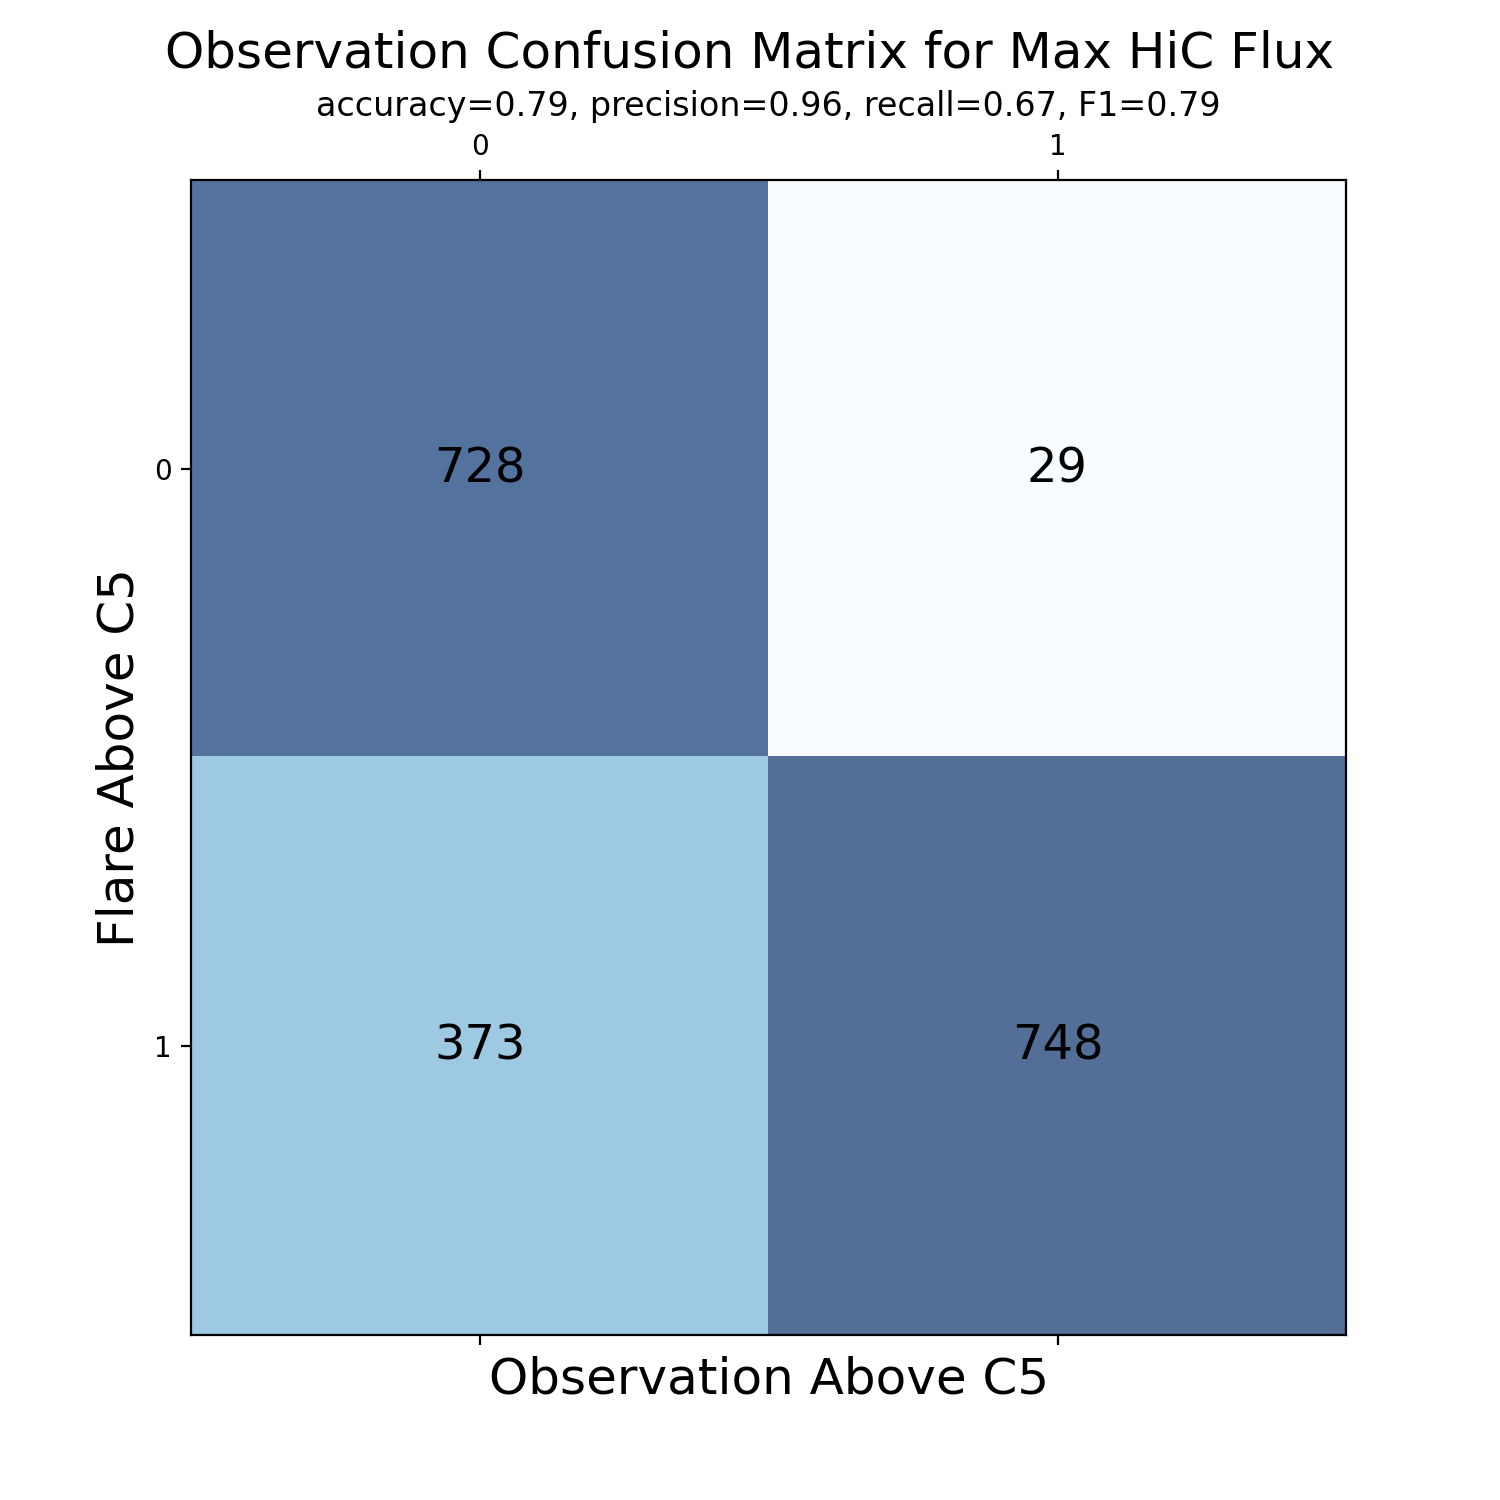 Observation Confusion Matrix for Max HiC Flux
accuracy=0.79, precision=0.96, recall=0.67, F1=0.79
0 1
0
728 29
Flare Above C5
1
373 748
Observation Above C5